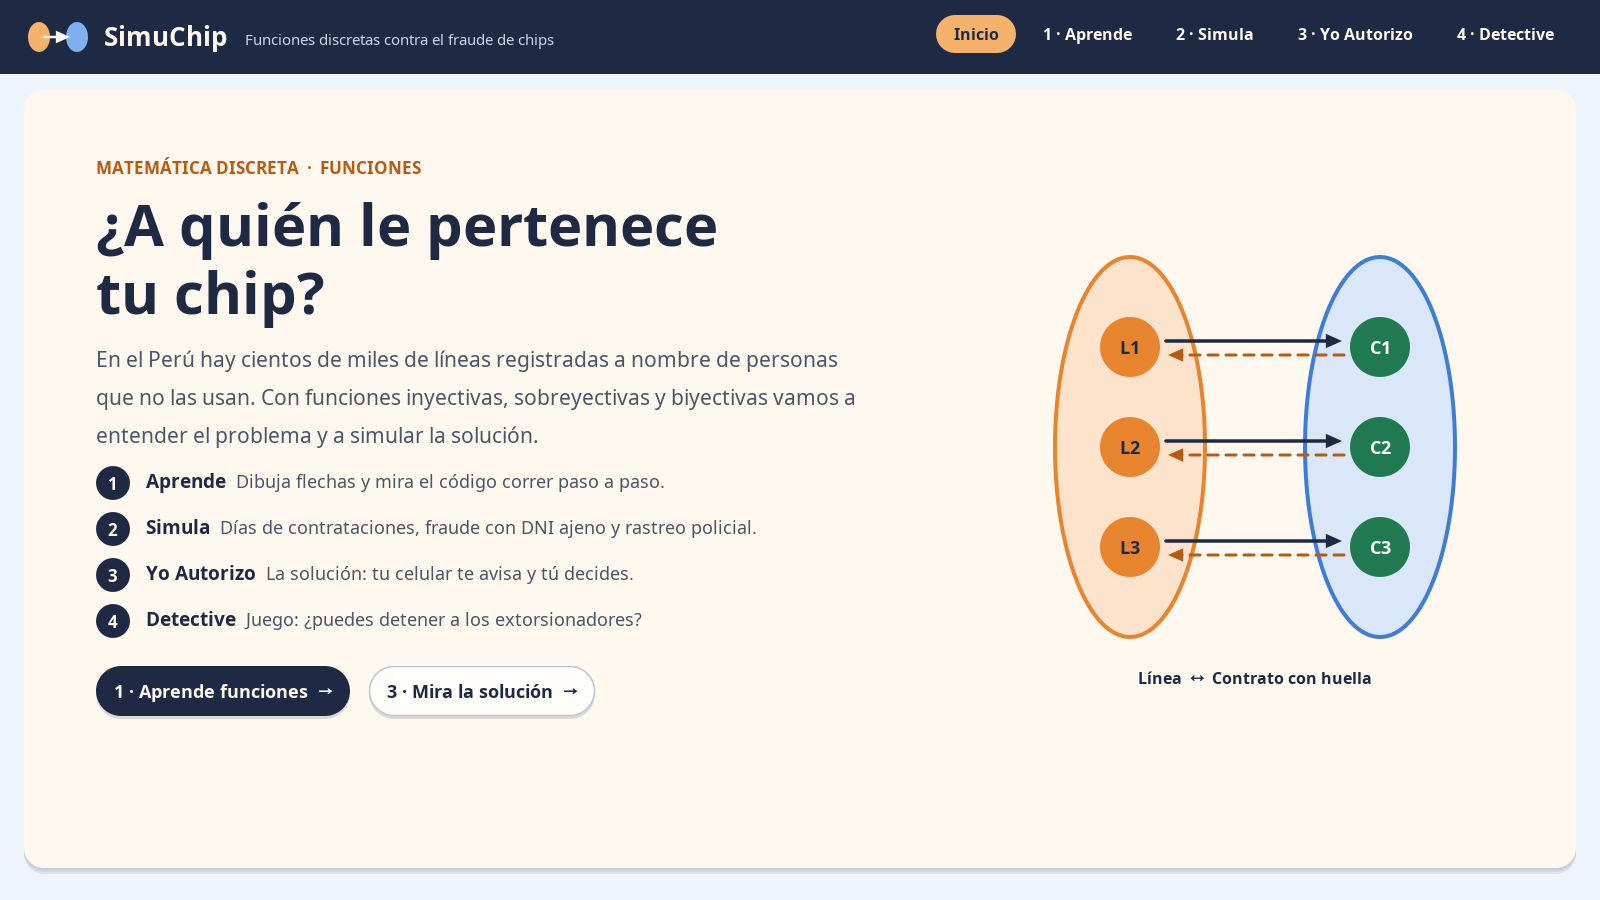 SimuChip Funciones discretas contra el fraude de chips
Inicio 1 · Aprende 2 · Simula 3 · Yo Autorizo 4 · Detective
MATEMÁTICA DISCRETA · FUNCIONES
¿A quién le pertenece
tu chip?
En el Perú hay cientos de miles de líneas registradas a nombre de personas
que no las usan. Con funciones inyectivas, sobreyectivas y biyectivas vamos a
entender el problema y a simular la solución.
1 Aprende Dibuja flechas y mira el código correr paso a paso.
2 Simula Días de contrataciones, fraude con DNI ajeno y rastreo policial.
3 Yo Autorizo La solución: tu celular te avisa y tú decides.
4 Detective Juego: ¿puedes detener a los extorsionadores?
1 · Aprende funciones →
3 · Mira la solución →
L1 C1
L2 C2
L3 C3
Línea ↔ Contrato con huella